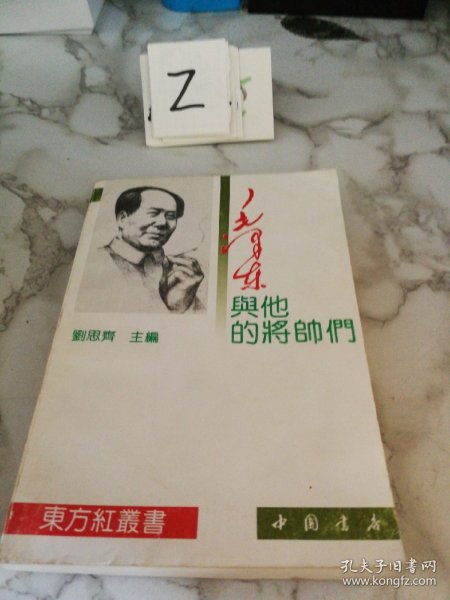 Z
毛泽东
與他
的將帥們
劉思齊 主編
東方紅叢書
中国书店
孔夫子旧书网
www.kongfz.com